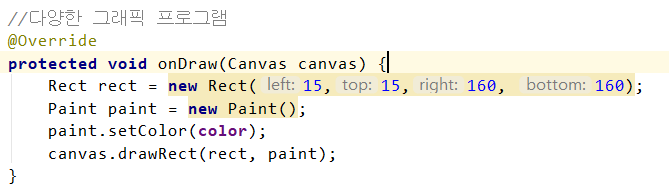 //다양한 그래픽 프로그램
@Override
protected void onDraw(Canvas canvas) {
Rect rect = new Rect( left: 15, top: 15, right: 160, bottom: 160);
Paint paint = new Paint();
paint.setColor(color);
canvas.drawRect(rect, paint);
}